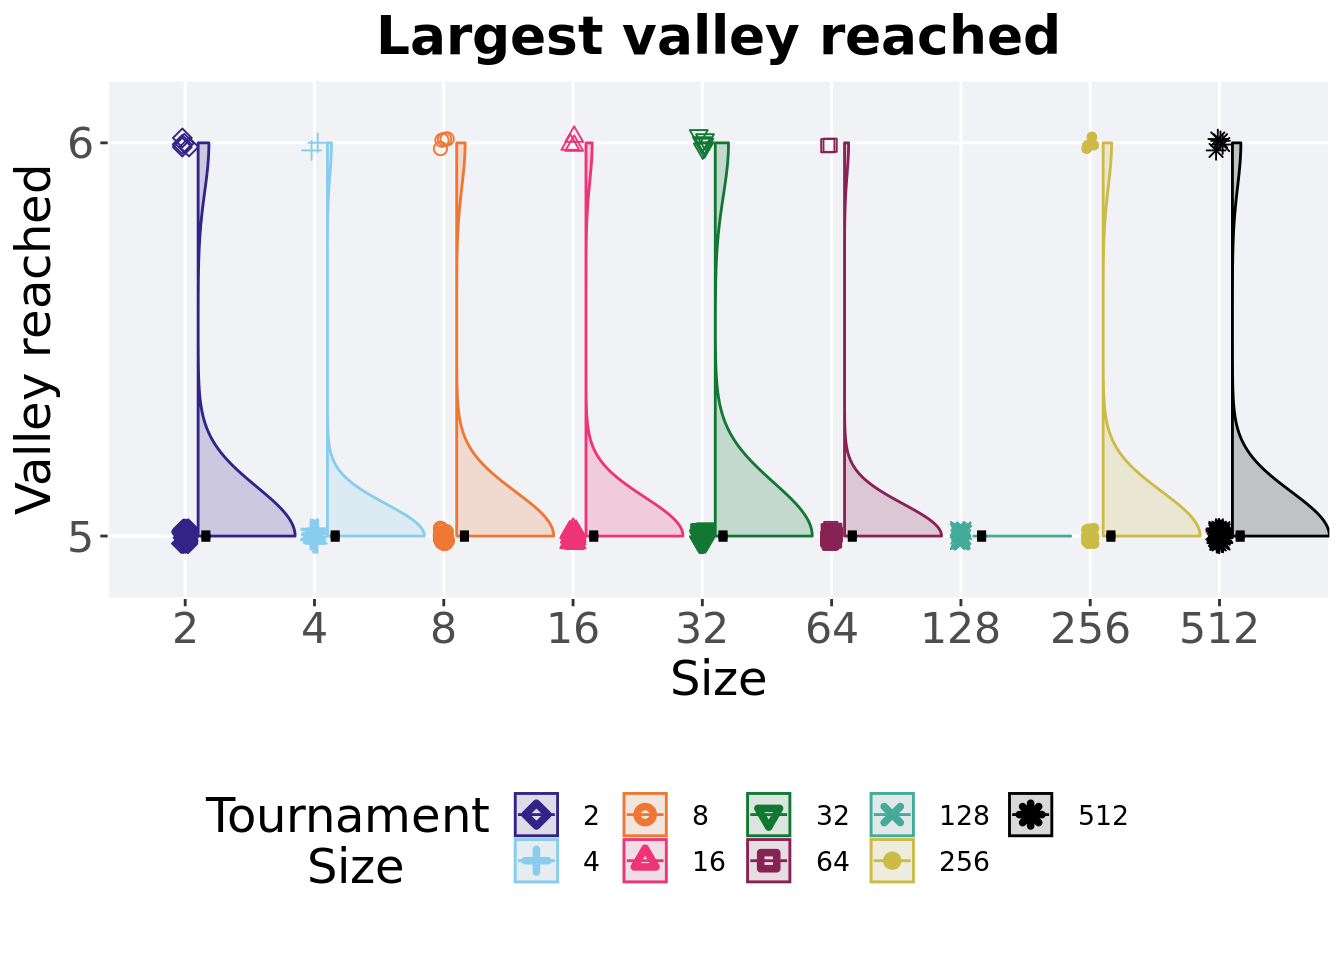 Largest valley reached
Valley reached
6
5
2 4 8 16 32 64 128 256 512
Size
Tournament
Size
2 8 32 128 512
4 16 64 256